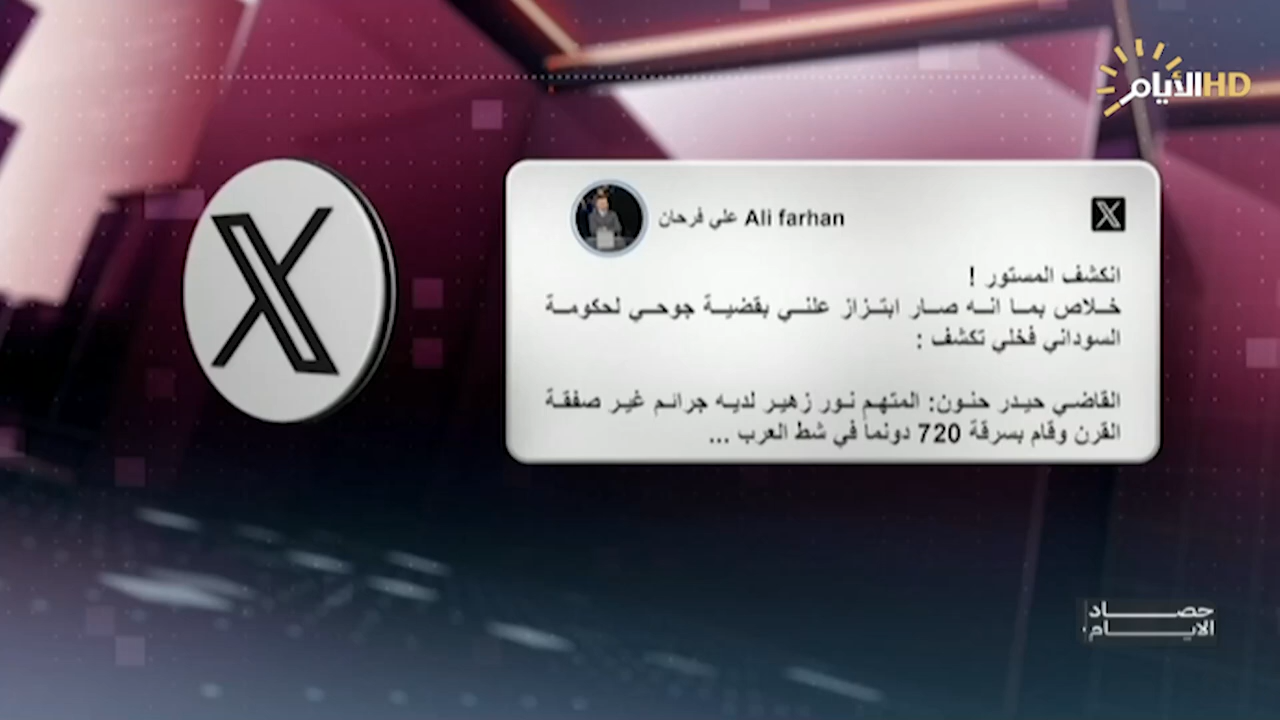 الأيام HD
علي فرحان Ali farhan
انكشف المستور !
خلاص بما انه صار ابتزاز علني بقضية جوحي لحكومة
السوداني فخلي تكشف :
القاضي حيدر حنون: المتهم نور زهير لديه جرائم غير صفقة
القرن وقام بسرقة 720 دونماً في شط العرب ...
حصاد
الايام